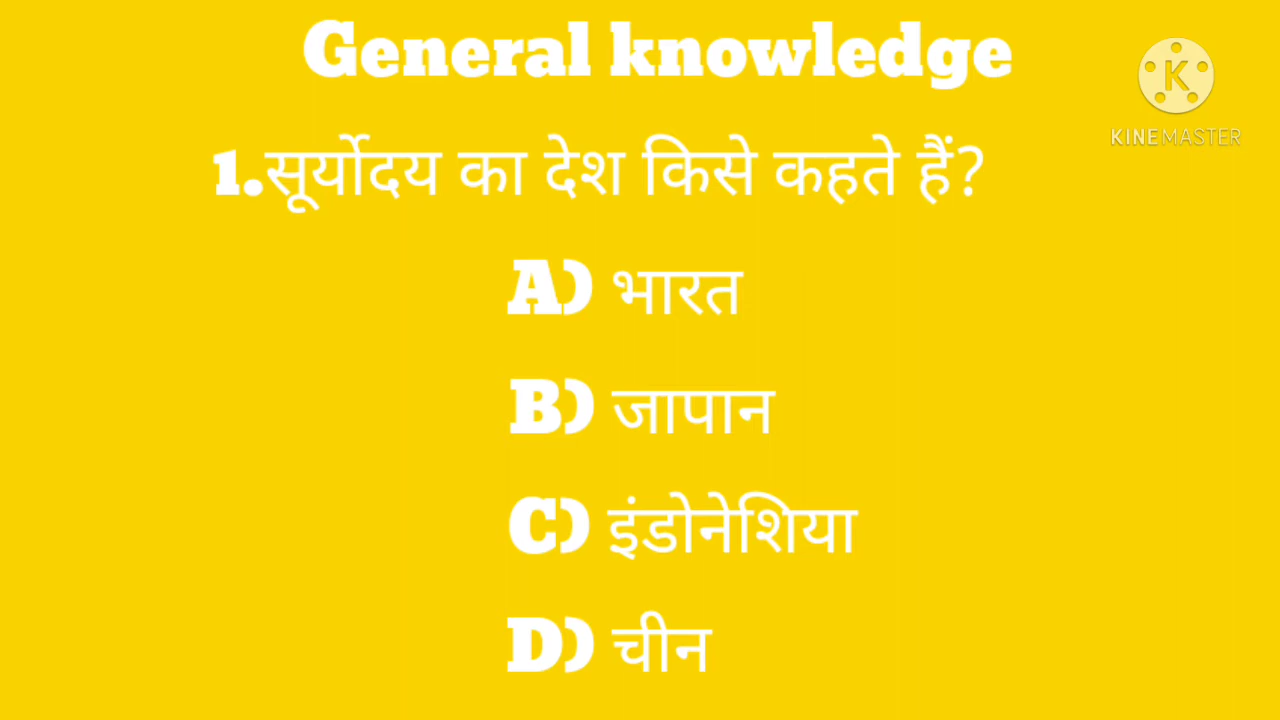 General knowledge
KINEMASTER
1.सूर्योदय का देश किसे कहते हैं?
A) भारत
B) जापान
C) इंडोनेशिया
D) चीन